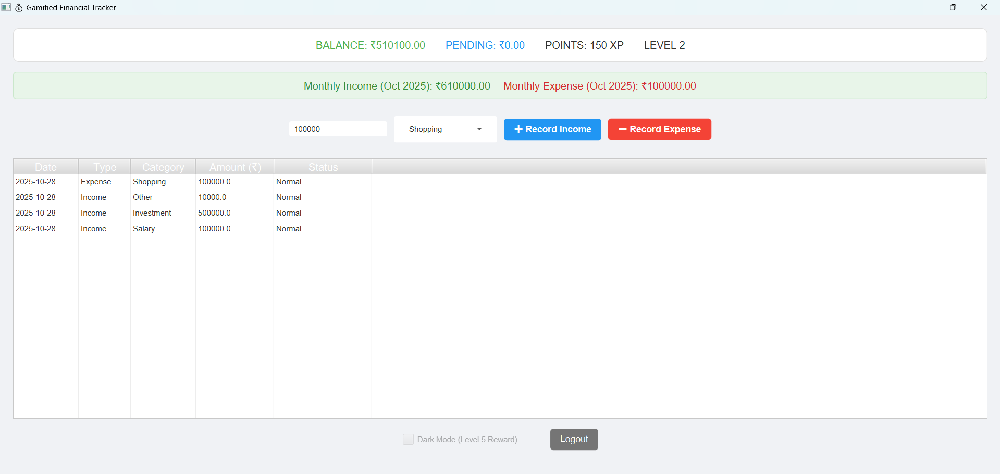 Gamified Financial Tracker
BALANCE: ₹510100.00 PENDING: ₹0.00 POINTS: 150 XP LEVEL 2
Monthly Income (Oct 2025): ₹610000.00 Monthly Expense (Oct 2025): ₹100000.00
100000 Shopping + Record Income − Record Expense
Date Type Category Amount (₹) Status
2025-10-28 Expense Shopping 100000.0 Normal
2025-10-28 Income Other 10000.0 Normal
2025-10-28 Income Investment 500000.0 Normal
2025-10-28 Income Salary 100000.0 Normal
Dark Mode (Level 5 Reward) Logout